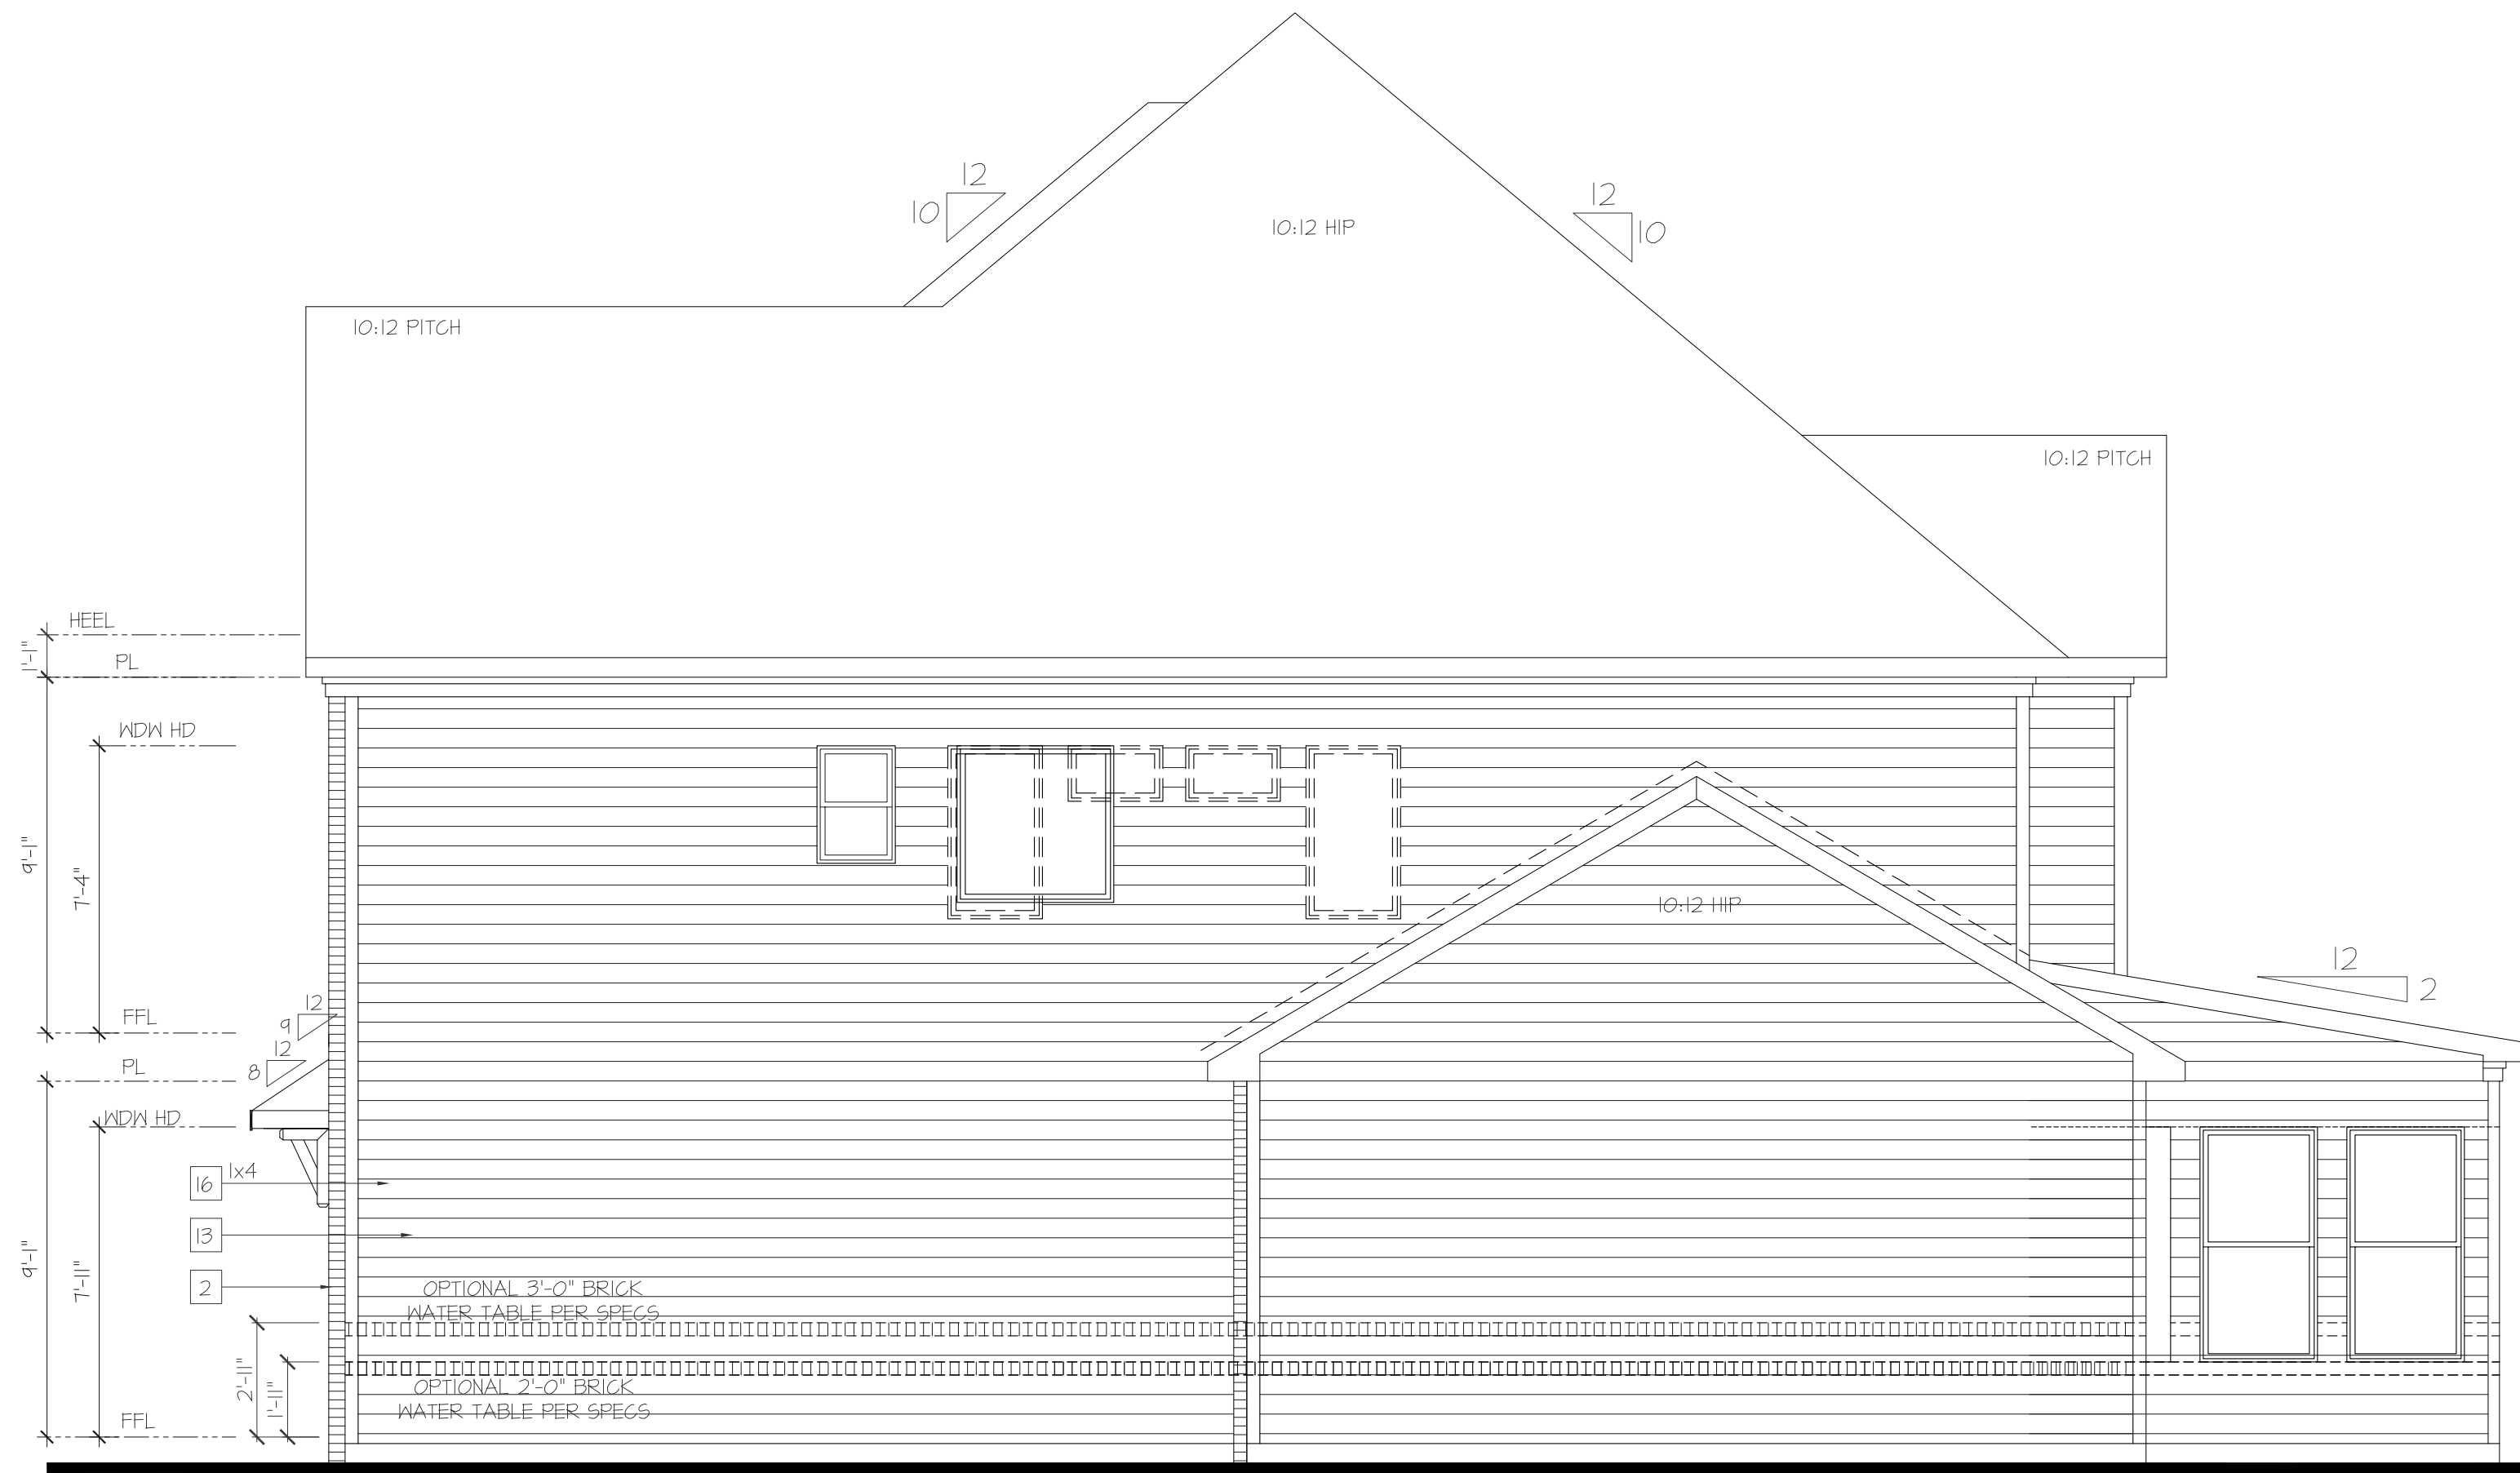 12
10
12
10
10:12 HIP
10:12 PITCH
10:12 PITCH
HEEL
1'-1"
PL
WDW HD
9'-1"
7'-4"
10:12 HIP
12
2
FFL
12
9
12
8
PL
WDW HD
16
1x4
13
2
9'-1"
7'-11"
OPTIONAL 3'-0" BRICK
WATER TABLE PER SPECS
2'-11"
1'-11"
OPTIONAL 2'-0" BRICK
WATER TABLE PER SPECS
FFL